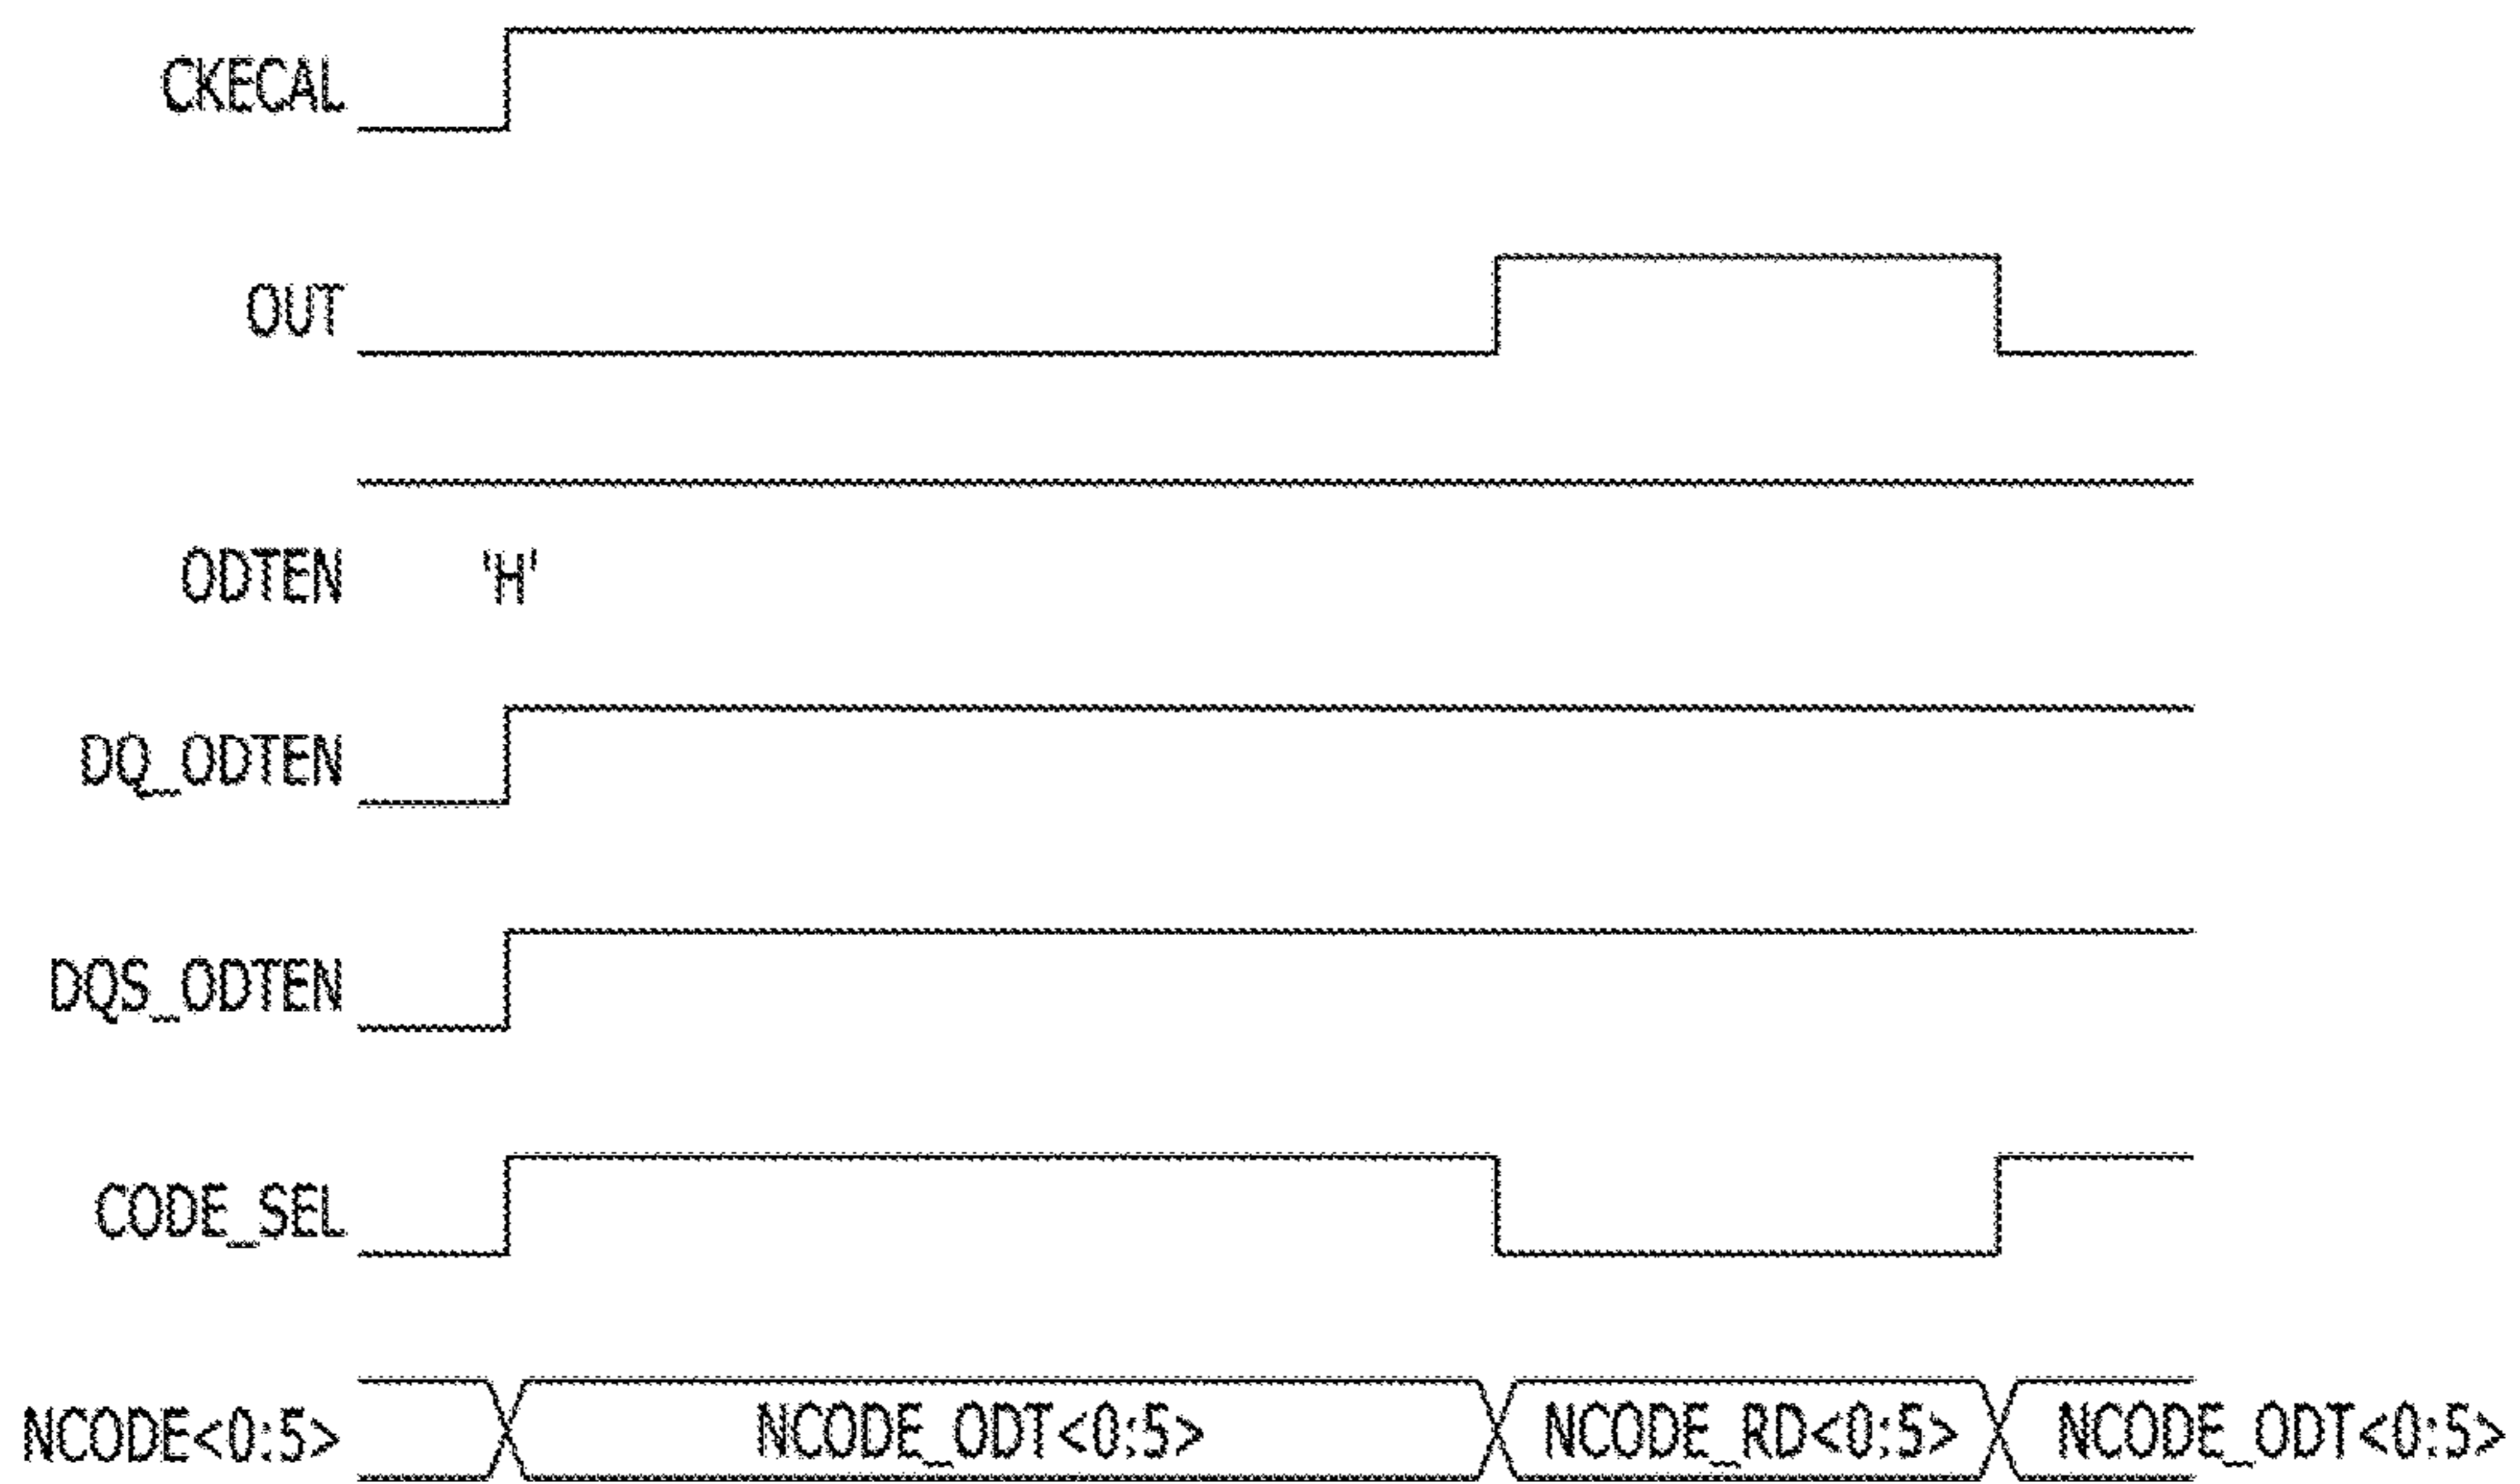 CKECAL
OUT
ODTEN 'H'
DQ_ODTEN
DQS_ODTEN
CODE_SEL
NCODE<0:5> NCODE_ODT<0:5> NCODE_RD<0:5> NCODE_ODT<0:5>